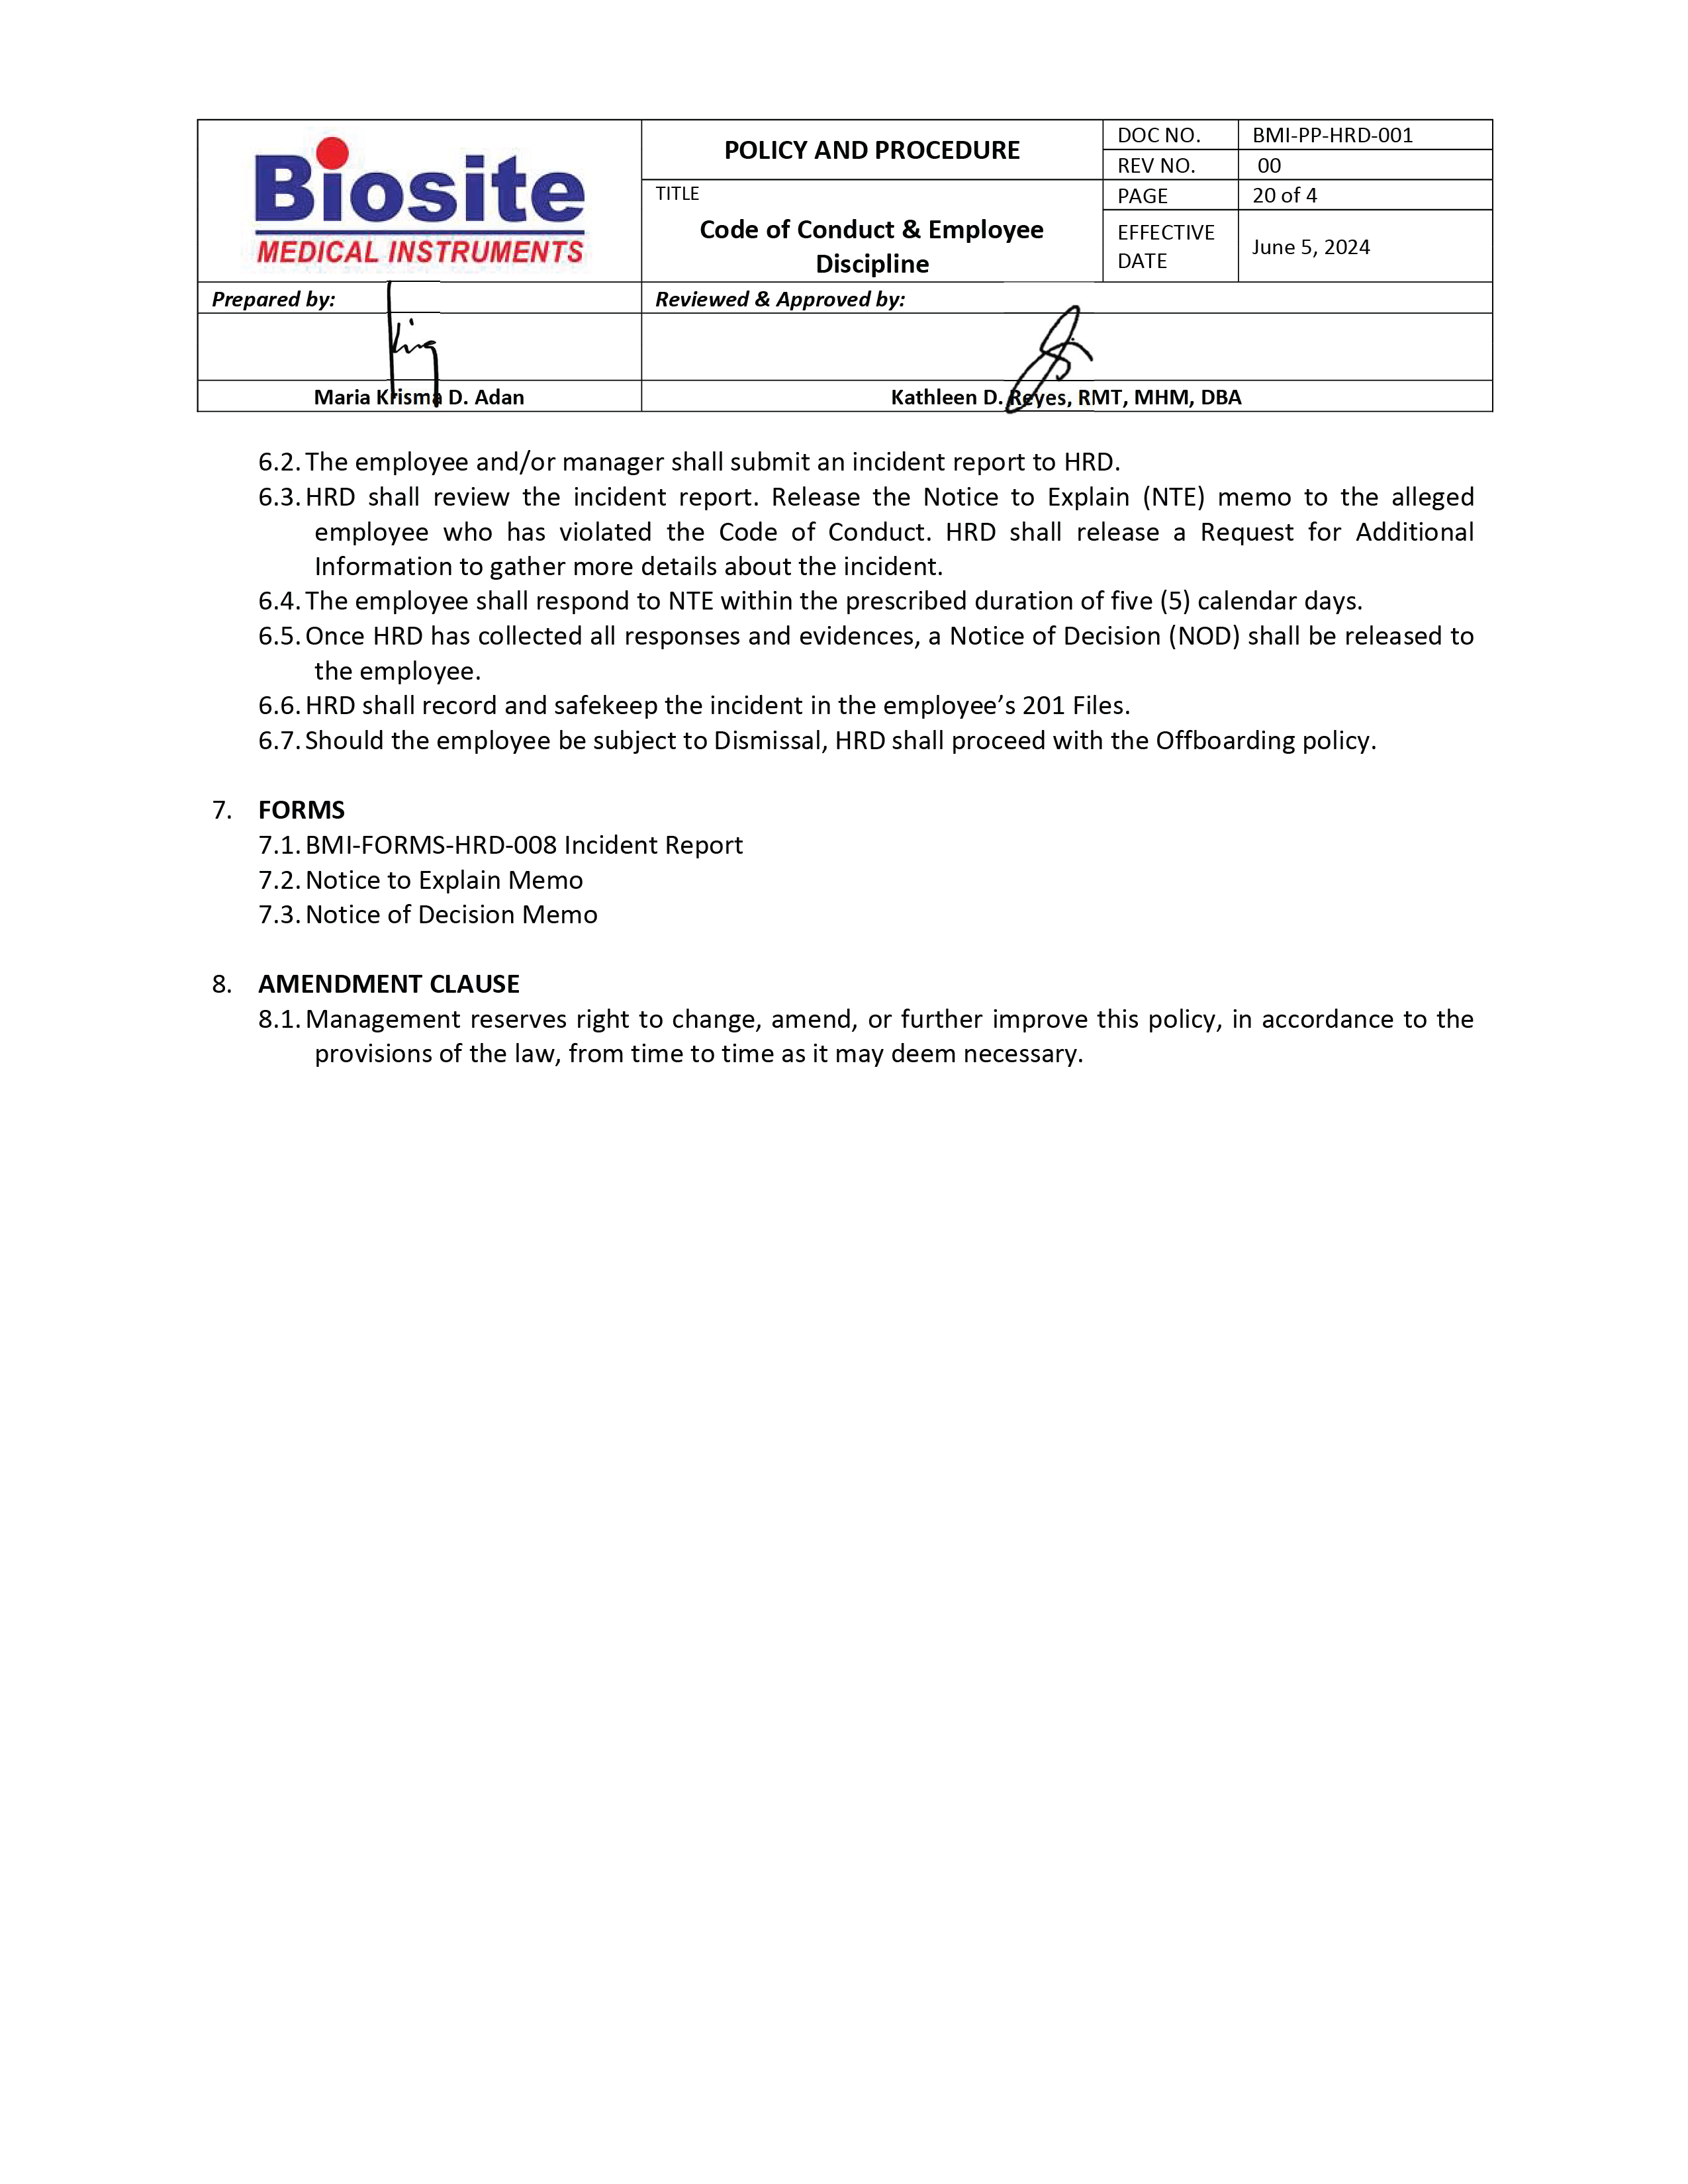 Biosite
MEDICAL INSTRUMENTS
POLICY AND PROCEDURE
DOC NO. BMI-PP-HRD-001
REV NO. 00
TITLE
Code of Conduct & Employee
Discipline
PAGE 20 of 4
EFFECTIVE
DATE
June 5, 2024
Prepared by:
Reviewed & Approved by:
Maria Krisma D. Adan
Kathleen D. Reyes, RMT, MHM, DBA
6.2. The employee and/or manager shall submit an incident report to HRD.
6.3. HRD shall review the incident report. Release the Notice to Explain (NTE) memo to the alleged
employee who has violated the Code of Conduct. HRD shall release a Request for Additional
Information to gather more details about the incident.
6.4. The employee shall respond to NTE within the prescribed duration of five (5) calendar days.
6.5. Once HRD has collected all responses and evidences, a Notice of Decision (NOD) shall be released to
the employee.
6.6. HRD shall record and safekeep the incident in the employee’s 201 Files.
6.7. Should the employee be subject to Dismissal, HRD shall proceed with the Offboarding policy.
7. FORMS
7.1. BMI-FORMS-HRD-008 Incident Report
7.2. Notice to Explain Memo
7.3. Notice of Decision Memo
8. AMENDMENT CLAUSE
8.1. Management reserves right to change, amend, or further improve this policy, in accordance to the
provisions of the law, from time to time as it may deem necessary.